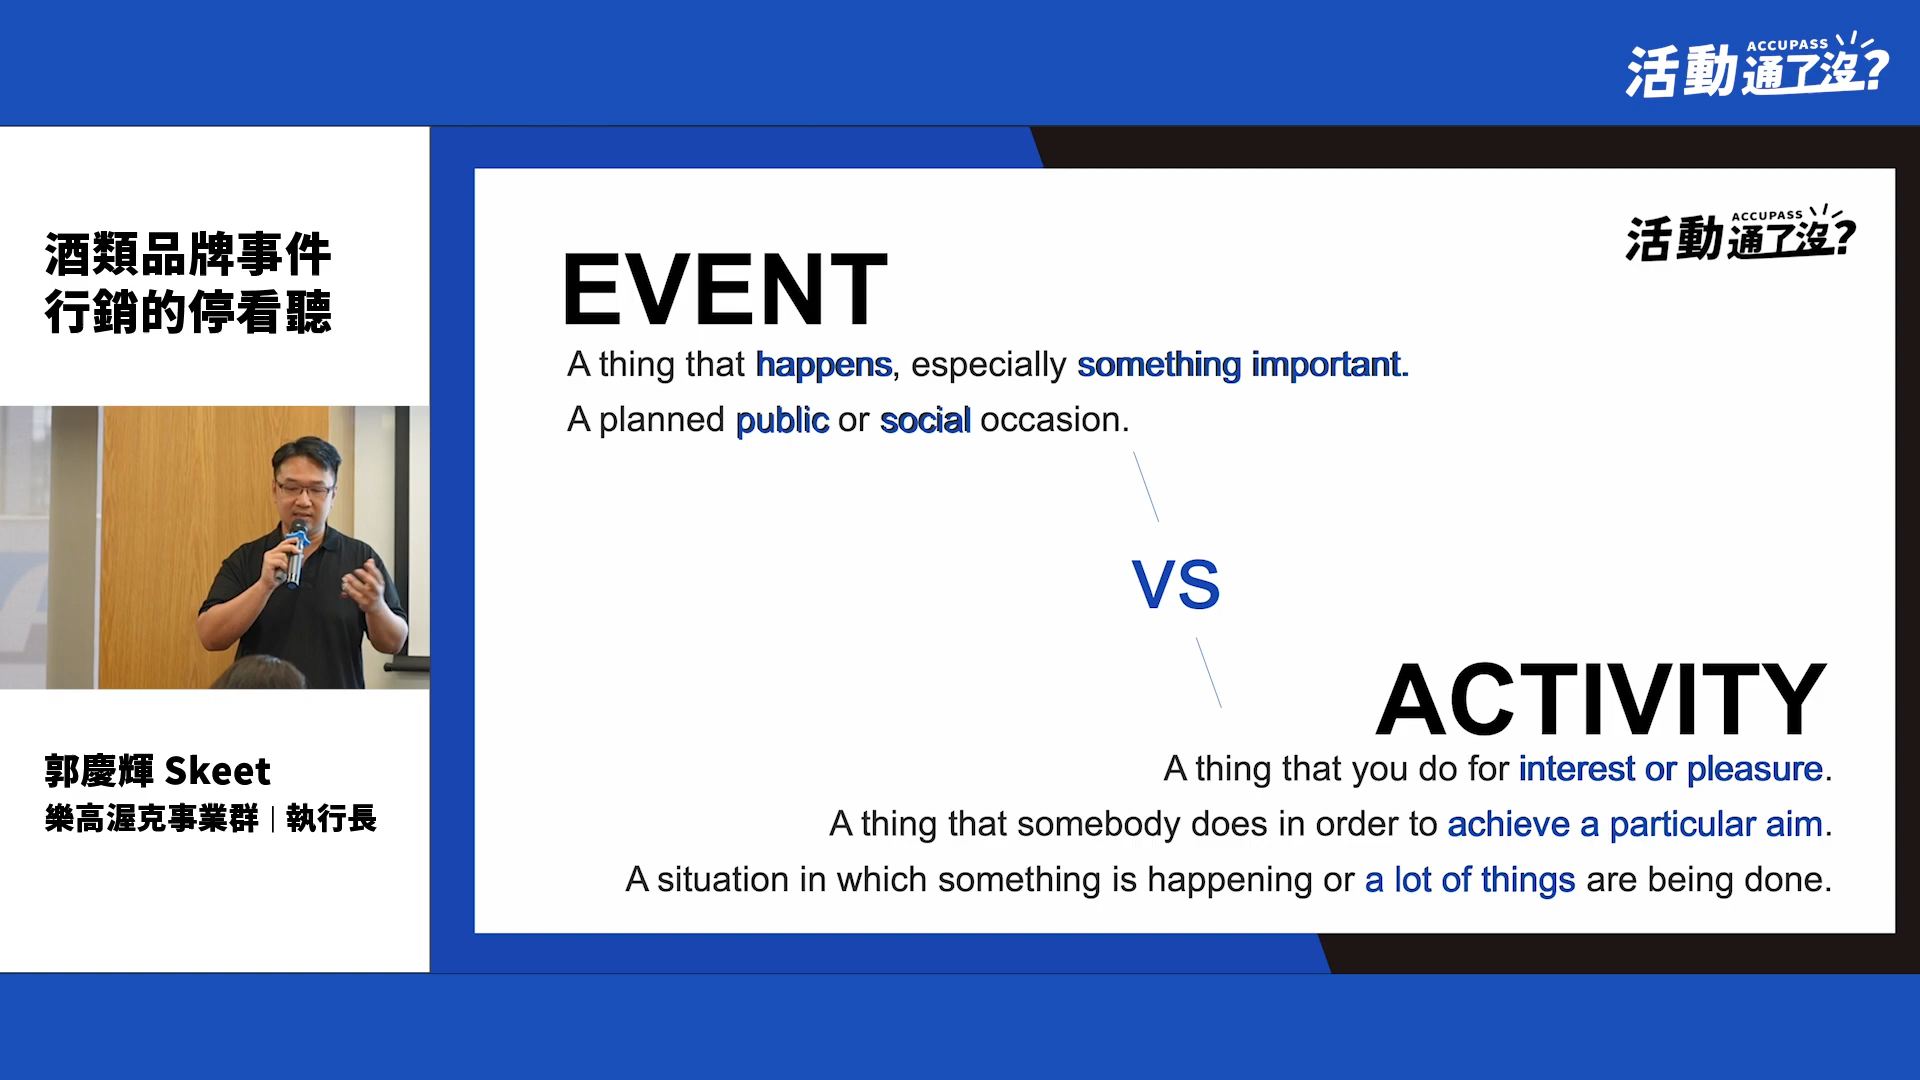 ACCUPASS
活動通了沒?
酒類品牌事件
行銷的停看聽
郭慶輝 Skeet
樂高渥克事業群|執行長
ACCUPASS
活動通了沒?
EVENT
A thing that happens, especially something important.
A planned public or social occasion.
VS
ACTIVITY
A thing that you do for interest or pleasure.
A thing that somebody does in order to achieve a particular aim.
A situation in which something is happening or a lot of things are being done.